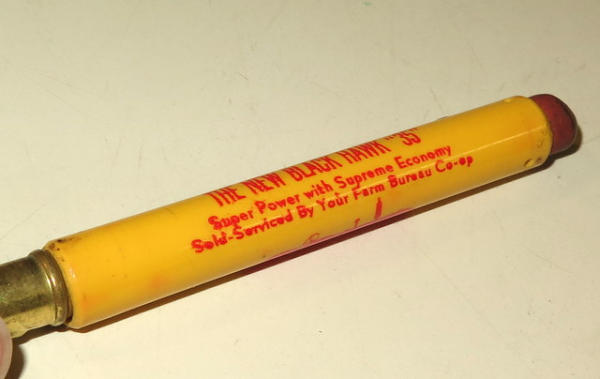 THE NEW BLACK HAWK "35"
Super Power with Supreme Economy
Sold-Serviced By Your Farm Bureau Co-op